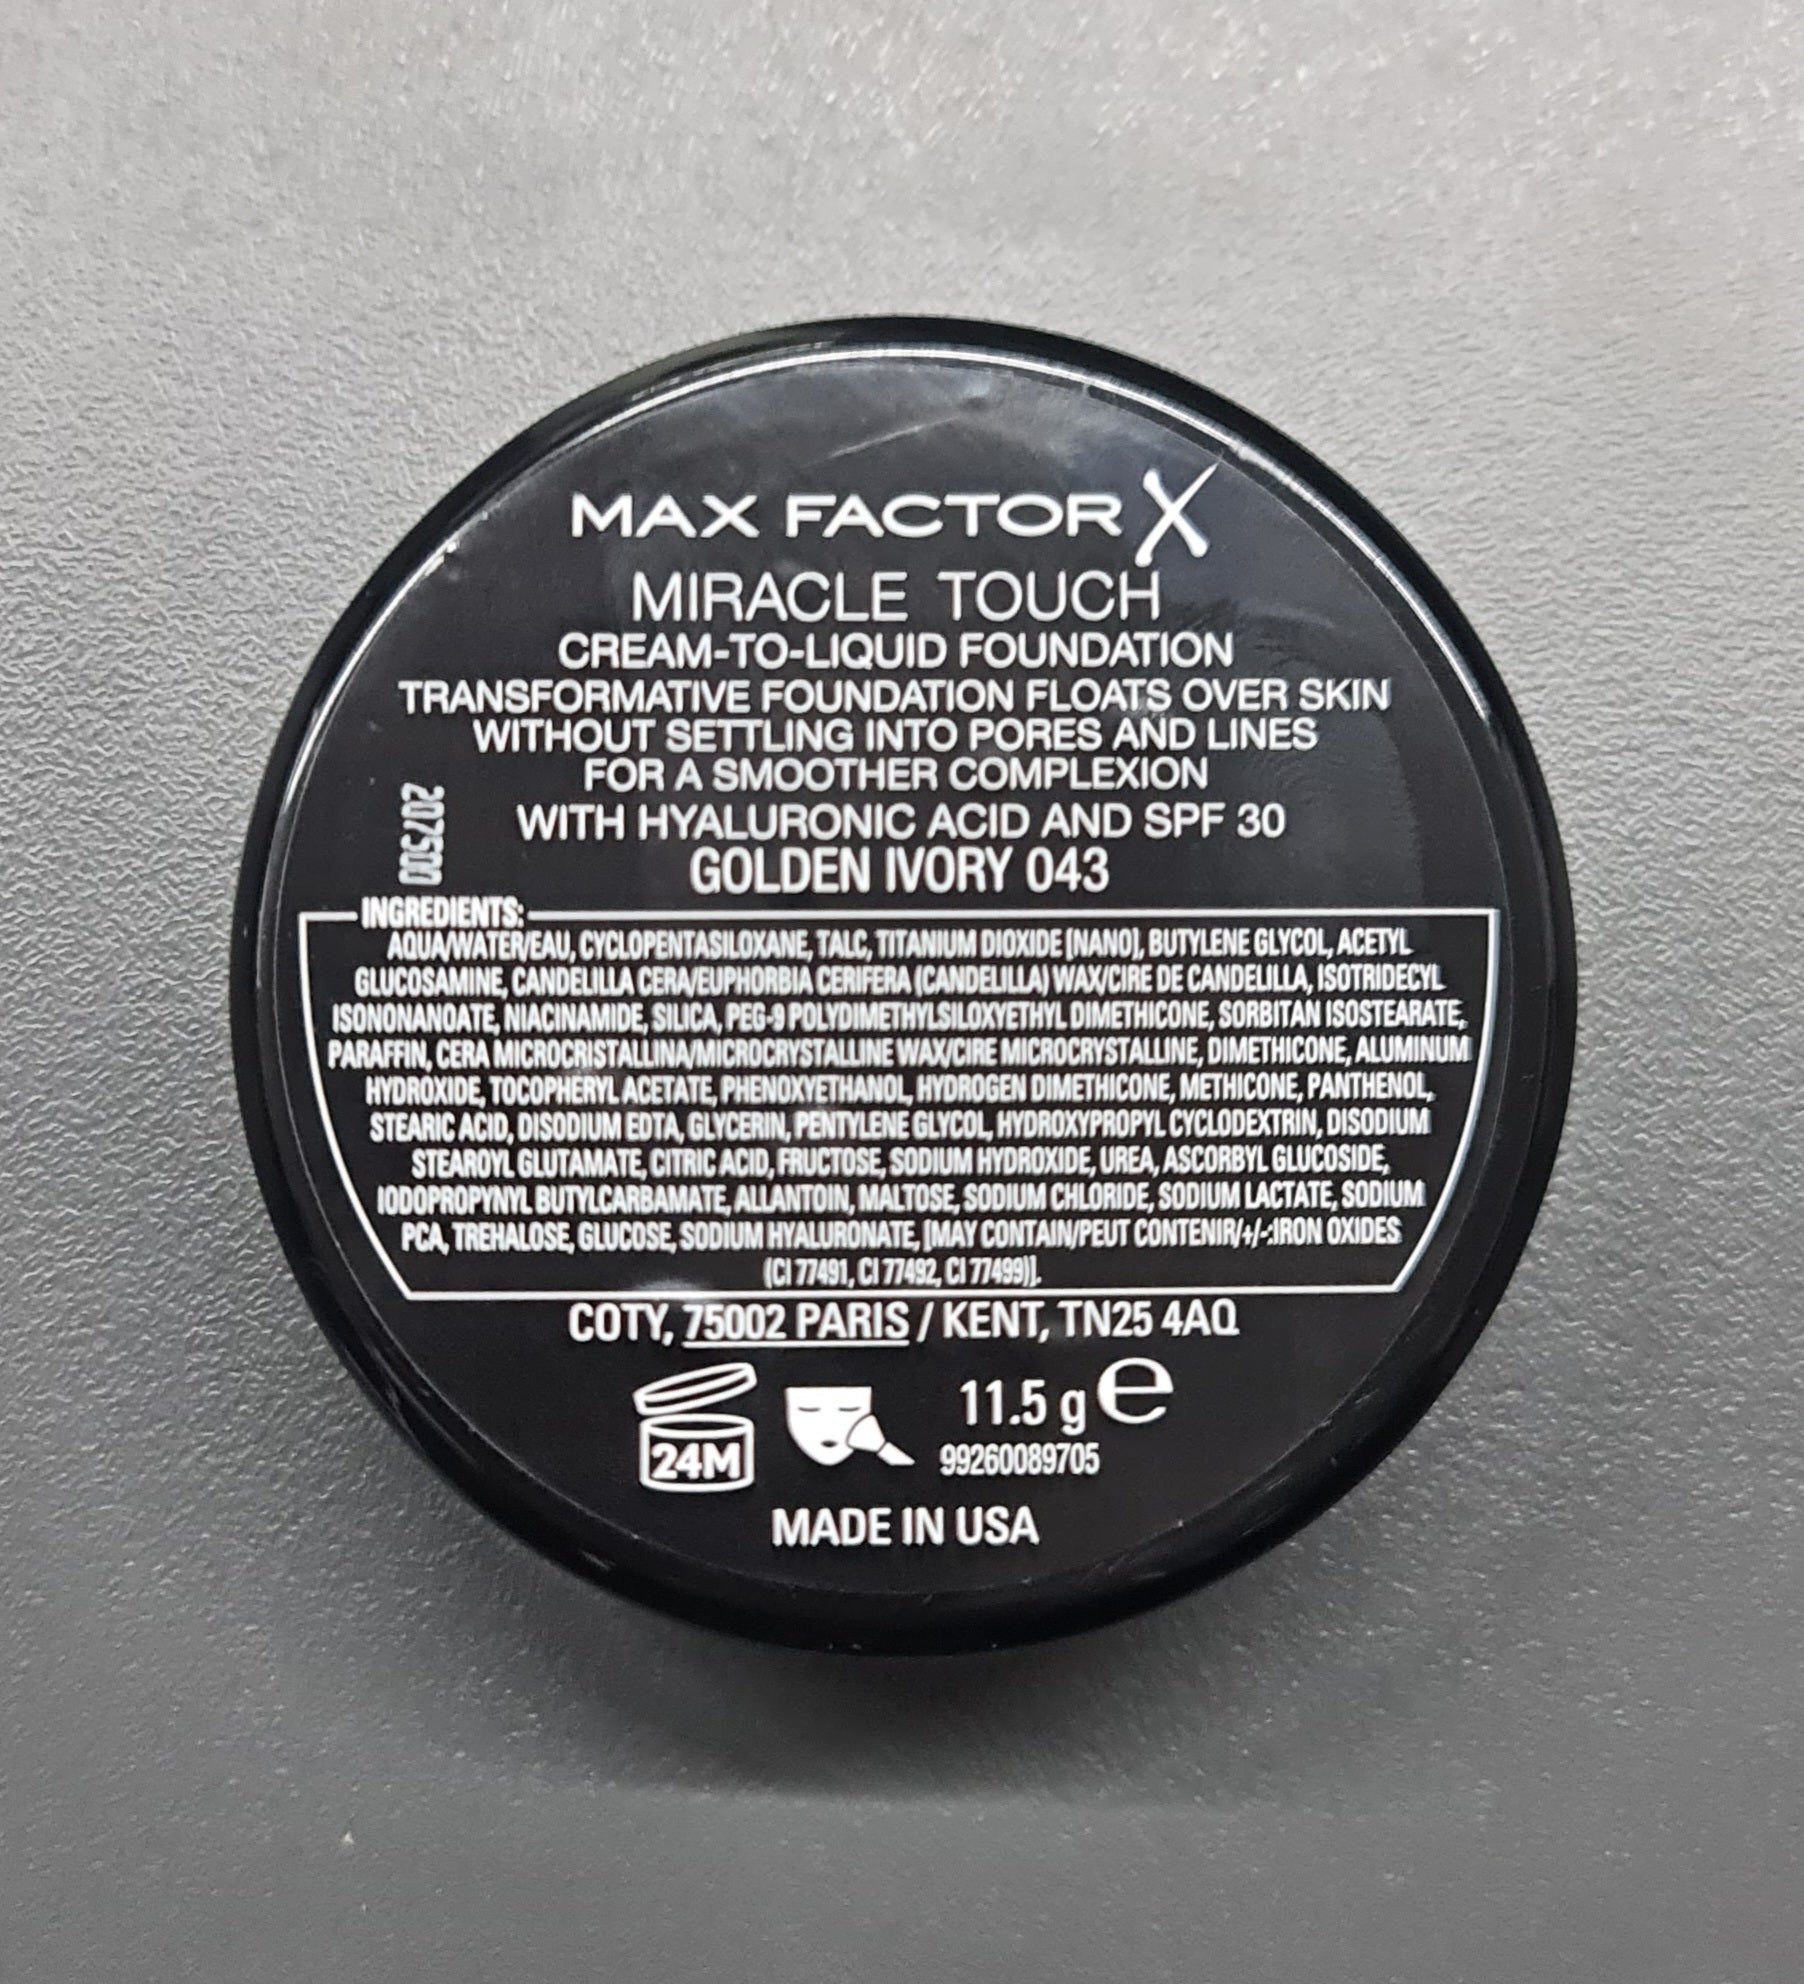 MAX FACTOR X
MIRACLE TOUCH
CREAM-TO-LIQUID FOUNDATION
TRANSFORMATIVE FOUNDATION FLOATS OVER SKIN
WITHOUT SETTLING INTO PORES AND LINES
FOR A SMOOTHER COMPLEXION
WITH HYALURONIC ACID AND SPF 30
GOLDEN IVORY 043
INGREDIENTS:
AQUA/WATER/EAU, CYCLOPENTASILOXANE, TALC, TITANIUM DIOXIDE [NANO], BUTYLENE GLYCOL, ACETYL
GLUCOSAMINE, CANDELILLA CERA/EUPHORBIA CERIFERA (CANDELILLA) WAX/CIRE DE CANDELILLA, ISOTRIDECYL
ISONONANOATE, NIACINAMIDE, SILICA, PEG-9 POLYDIMETHYLSILOXYETHYL DIMETHICONE, SORBITAN ISOSTEARATE,
PARAFFIN, CERA MICROCRISTALLINA/MICROCRYSTALLINE WAX/CIRE MICROCRYSTALLINE, DIMETHICONE, ALUMINUM
HYDROXIDE, TOCOPHERYL ACETATE, PHENOXYETHANOL, HYDROGEN DIMETHICONE, METHICONE, PANTHENOL,
STEARIC ACID, DISODIUM EDTA, GLYCERIN, PENTYLENE GLYCOL, HYDROXYPROPYL CYCLODEXTRIN, DISODIUM
STEAROYL GLUTAMATE, CITRIC ACID, FRUCTOSE, SODIUM HYDROXIDE, UREA, ASCORBYL GLUCOSIDE,
IODOPROPYNYL BUTYLCARBAMATE, ALLANTOIN, MALTOSE, SODIUM CHLORIDE, SODIUM LACTATE, SODIUM
PCA, TREHALOSE, GLUCOSE, SODIUM HYALURONATE, [MAY CONTAIN/PEUT CONTENIR/+/-:IRON OXIDES
(CI 77491, CI 77492, CI 77499)].
COTY, 75002 PARIS / KENT, TN25 4AQ
24M
11.5 g e
99260089705
MADE IN USA